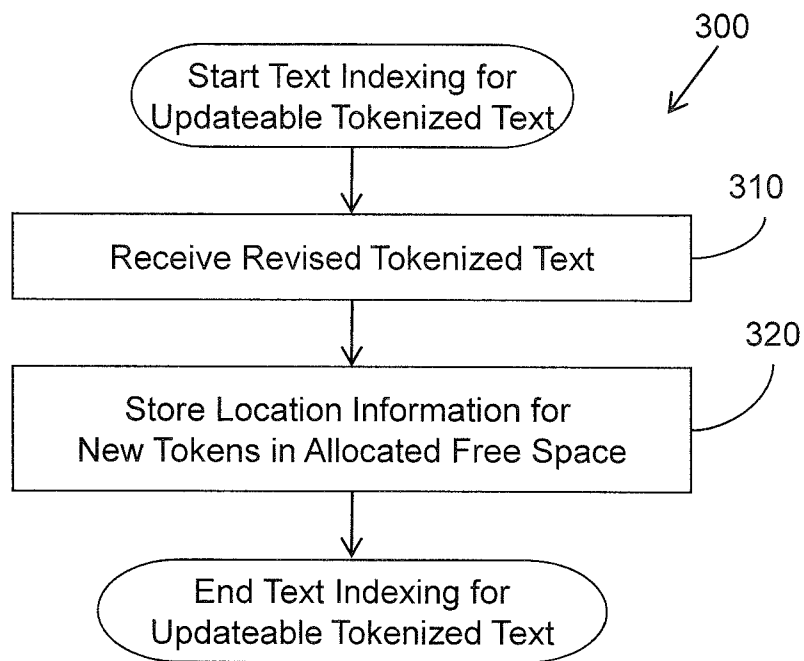 300
Start Text Indexing for
Updateable Tokenized Text
310
Receive Revised Tokenized Text
320
Store Location Information for
New Tokens in Allocated Free Space
End Text Indexing for
Updateable Tokenized Text